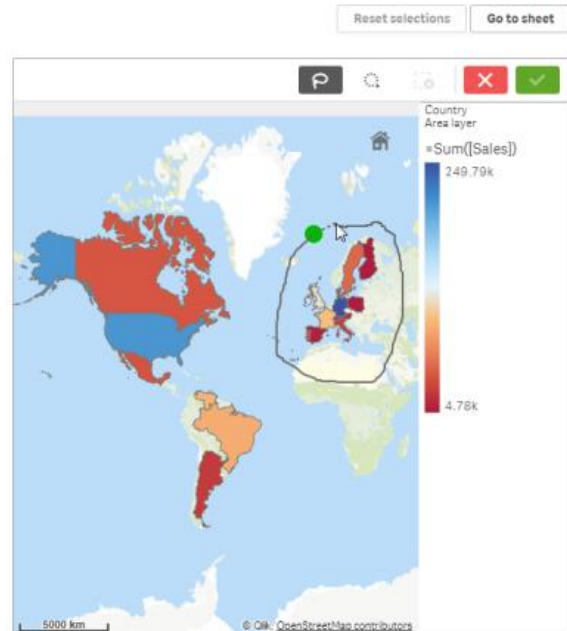 Reset selections
Go to sheet
Country
Area layer
=Sum([Sales])
249.79k
4.78k
5000 km
© Qlik, OpenStreetMap contributors